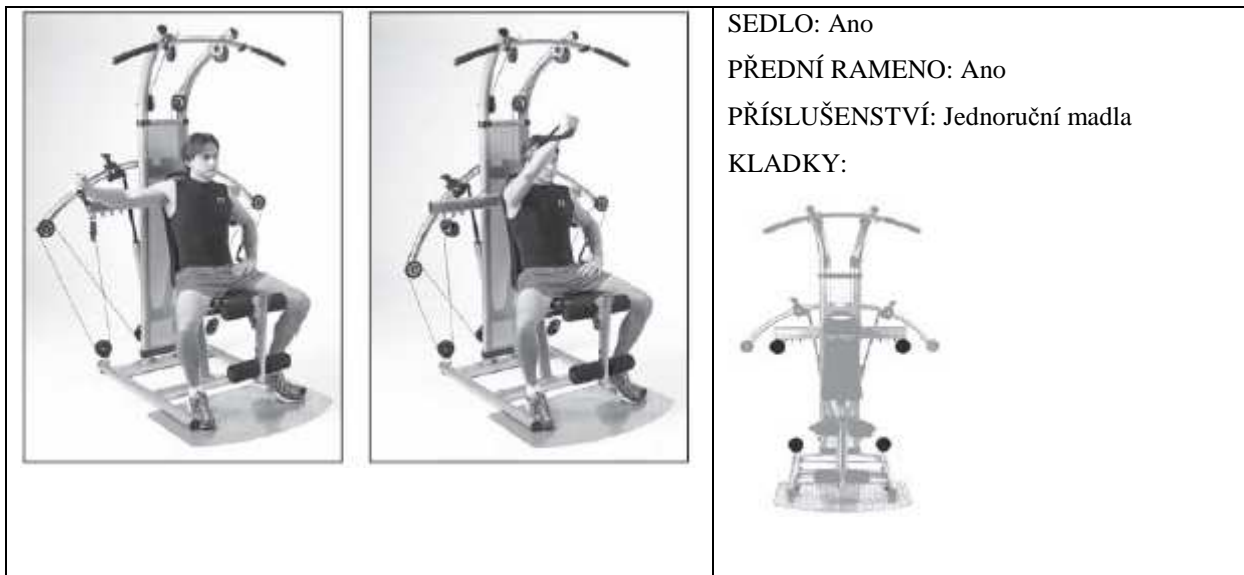 SEDLO: Ano
PŘEDNÍ RAMENO: Ano
PŘÍSLUŠENSTVÍ: Jednoruční madla
KLADKY: